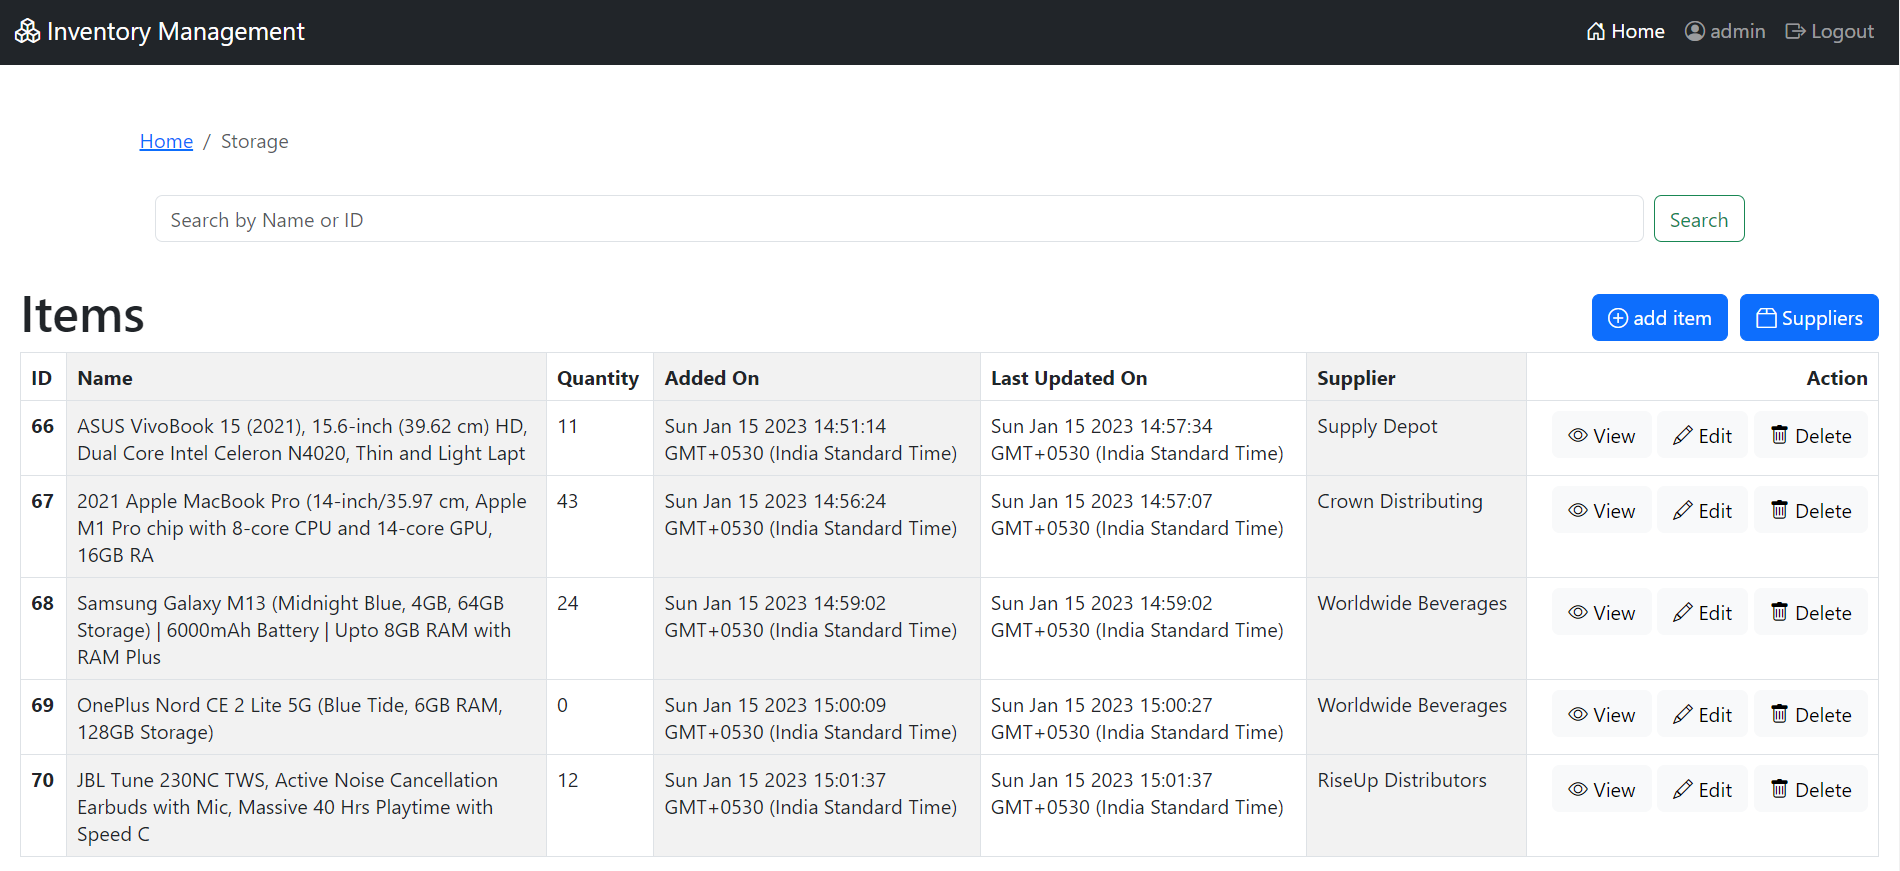 Inventory Management
Home admin Logout
Home / Storage
Search by Name or ID
Search
Items
add item
Suppliers
ID Name Quantity Added On Last Updated On Supplier Action
66 ASUS VivoBook 15 (2021), 15.6-inch (39.62 cm) HD, 11 Sun Jan 15 2023 14:51:14 Sun Jan 15 2023 14:57:34 Supply Depot View Edit Delete
Dual Core Intel Celeron N4020, Thin and Light Lapt GMT+0530 (India Standard Time) GMT+0530 (India Standard Time)
67 2021 Apple MacBook Pro (14-inch/35.97 cm, Apple 43 Sun Jan 15 2023 14:56:24 Sun Jan 15 2023 14:57:07 Crown Distributing View Edit Delete
M1 Pro chip with 8-core CPU and 14-core GPU, GMT+0530 (India Standard Time) GMT+0530 (India Standard Time)
16GB RA
68 Samsung Galaxy M13 (Midnight Blue, 4GB, 64GB 24 Sun Jan 15 2023 14:59:02 Sun Jan 15 2023 14:59:02 Worldwide Beverages View Edit Delete
Storage) | 6000mAh Battery | Upto 8GB RAM with GMT+0530 (India Standard Time) GMT+0530 (India Standard Time)
RAM Plus
69 OnePlus Nord CE 2 Lite 5G (Blue Tide, 6GB RAM, 0 Sun Jan 15 2023 15:00:09 Sun Jan 15 2023 15:00:27 Worldwide Beverages View Edit Delete
128GB Storage) GMT+0530 (India Standard Time) GMT+0530 (India Standard Time)
70 JBL Tune 230NC TWS, Active Noise Cancellation 12 Sun Jan 15 2023 15:01:37 Sun Jan 15 2023 15:01:37 RiseUp Distributors View Edit Delete
Earbuds with Mic, Massive 40 Hrs Playtime with GMT+0530 (India Standard Time) GMT+0530 (India Standard Time)
Speed C